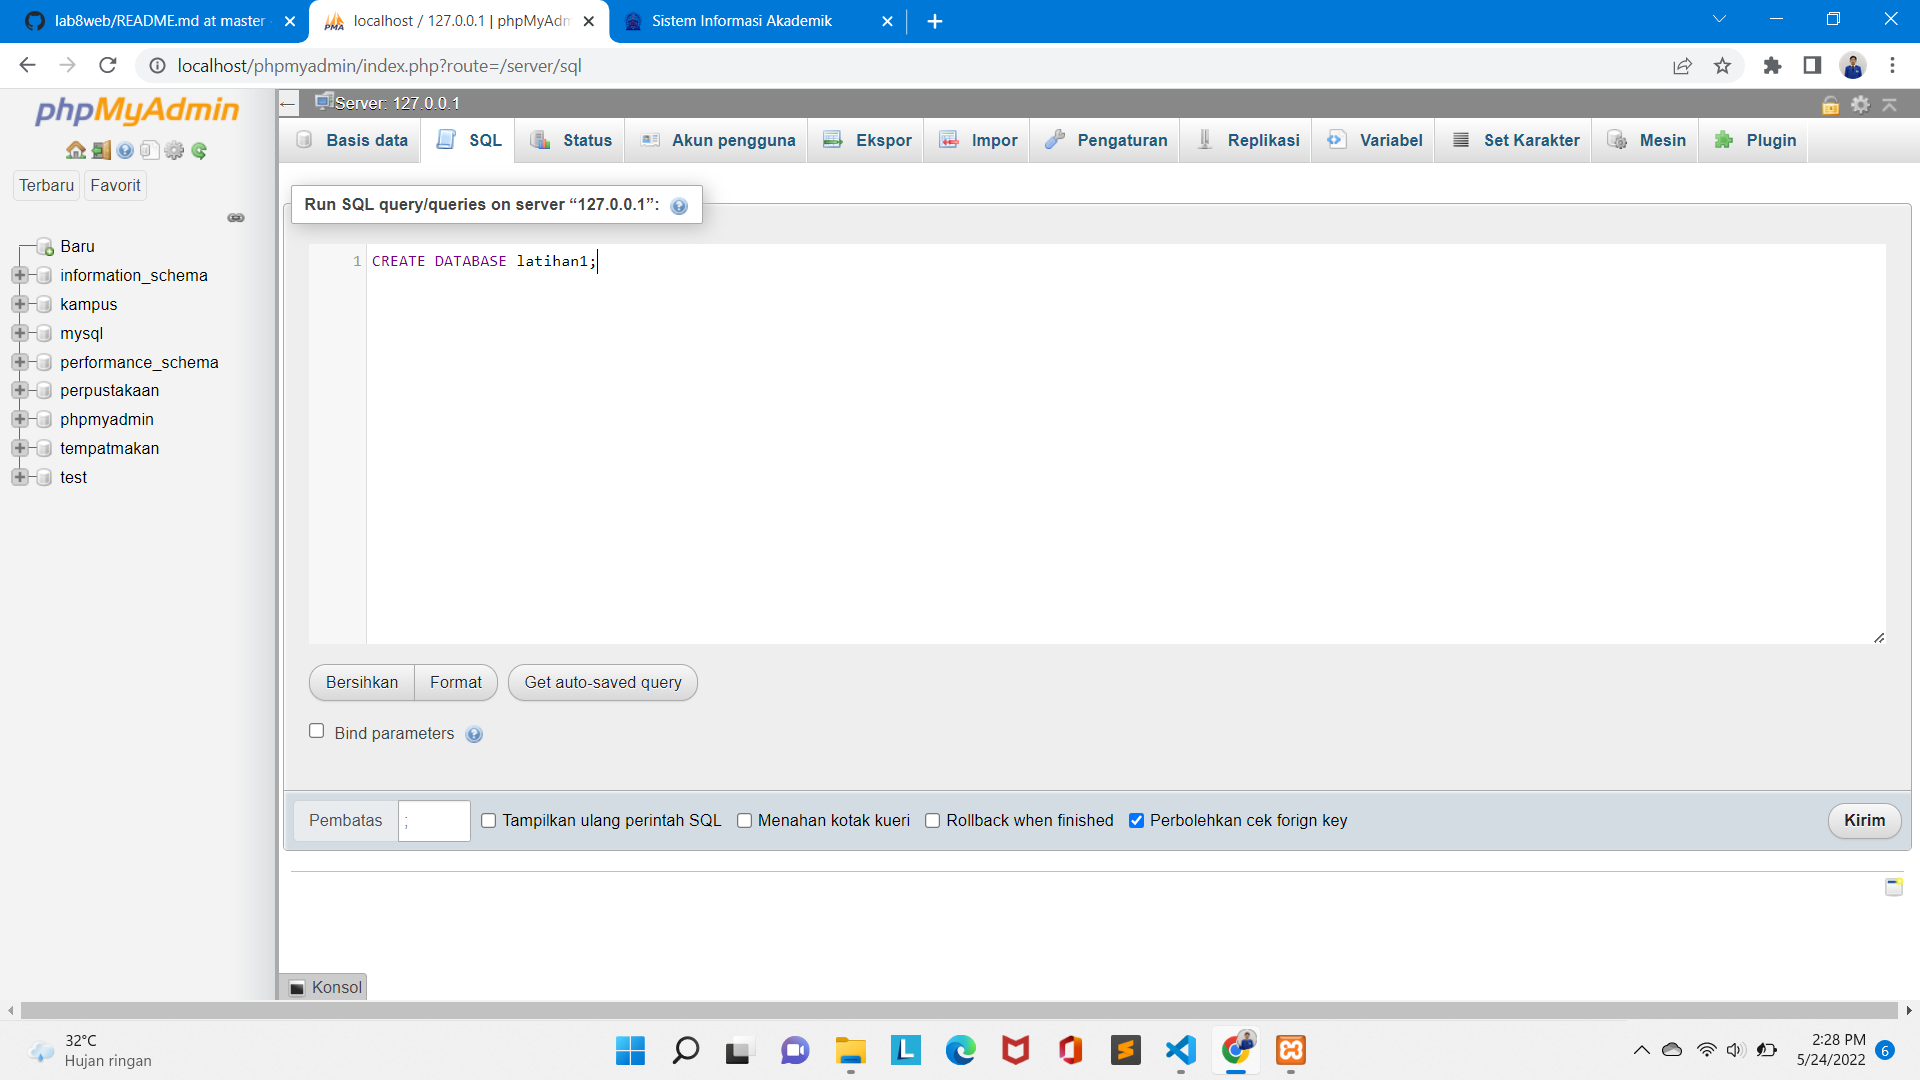 lab8web/README.md at master
localhost / 127.0.0.1 | phpMyAdm
Sistem Informasi Akademik
localhost/phpmyadmin/index.php?route=/server/sql
phpMyAdmin
Terbaru
Favorit
Baru
information_schema
kampus
mysql
performance_schema
perpustakaan
phpmyadmin
tempatmakan
test
Server: 127.0.0.1
Basis data
SQL
Status
Akun pengguna
Ekspor
Impor
Pengaturan
Replikasi
Variabel
Set Karakter
Mesin
Plugin
Run SQL query/queries on server “127.0.0.1”:
1
CREATE DATABASE latihan1;
Bersihkan
Format
Get auto-saved query
Bind parameters
Pembatas
;
Tampilkan ulang perintah SQL
Menahan kotak kueri
Rollback when finished
Perbolehkan cek forign key
Kirim
Konsol
32°C
Hujan ringan
2:28 PM
5/24/2022
6